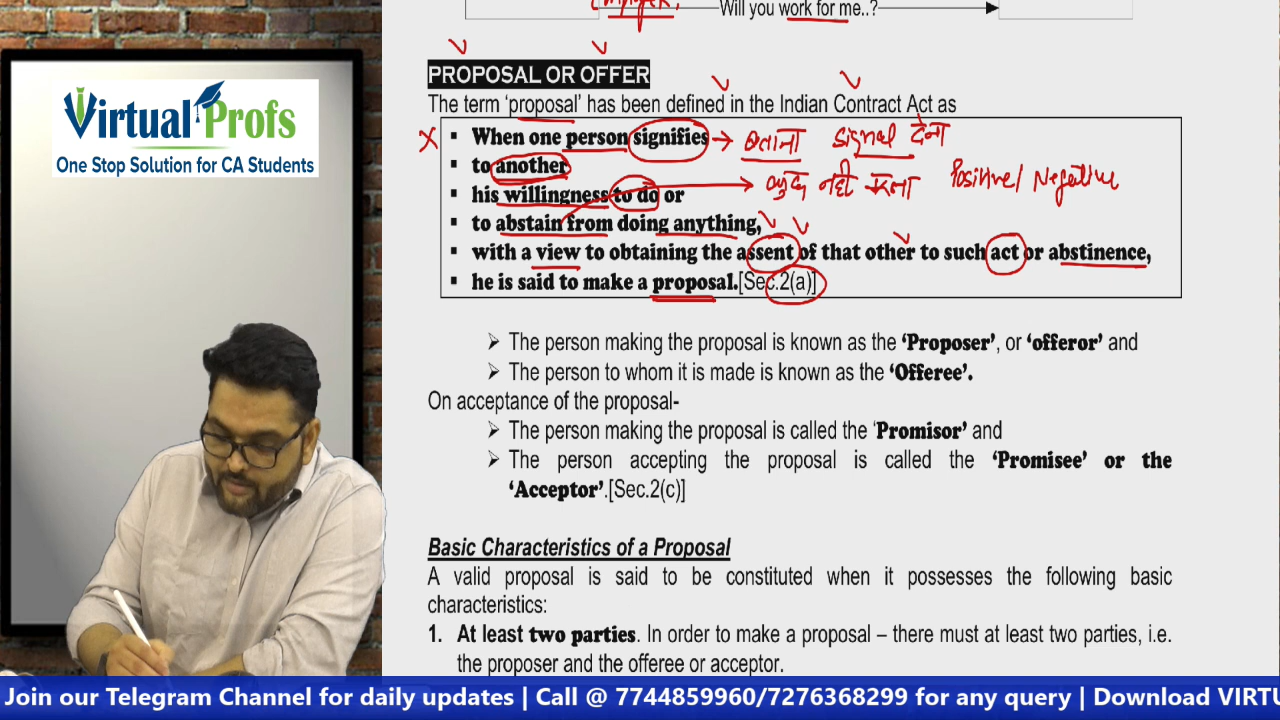 Employer. Will you work for me..?
PROPOSAL OR OFFER
The term ‘proposal’ has been defined in the Indian Contract Act as
▪ When one person signifies → बताना signal देना
▪ to another
▪ his willingness to do or → कुछ नही करना Positive/Negative
▪ to abstain from doing anything,
▪ with a view to obtaining the assent of that other to such act or abstinence,
▪ he is said to make a proposal.[Sec.2(a)]
➢ The person making the proposal is known as the ‘Proposer’, or ‘offeror’ and
➢ The person to whom it is made is known as the ‘Offeree’.
On acceptance of the proposal-
➢ The person making the proposal is called the ‘Promisor’ and
➢ The person accepting the proposal is called the ‘Promisee’ or the
‘Acceptor’.[Sec.2(c)]
Basic Characteristics of a Proposal
A valid proposal is said to be constituted when it possesses the following basic
characteristics:
1. At least two parties. In order to make a proposal – there must at least two parties, i.e.
the proposer and the offeree or acceptor.
Virtual Profs
One Stop Solution for CA Students
Join our Telegram Channel for daily updates | Call @ 7744859960/7276368299 for any query | Download VIRTU